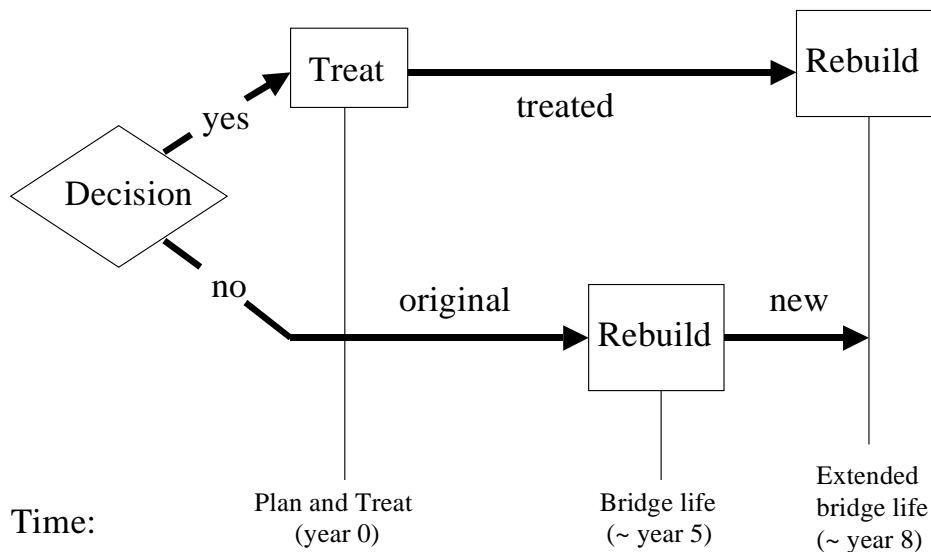 Treat
Rebuild
yes
treated
Decision
no
original
new
Rebuild
Time:
Plan and Treat
(year 0)
Bridge life
(~ year 5)
Extended
bridge life
(~ year 8)